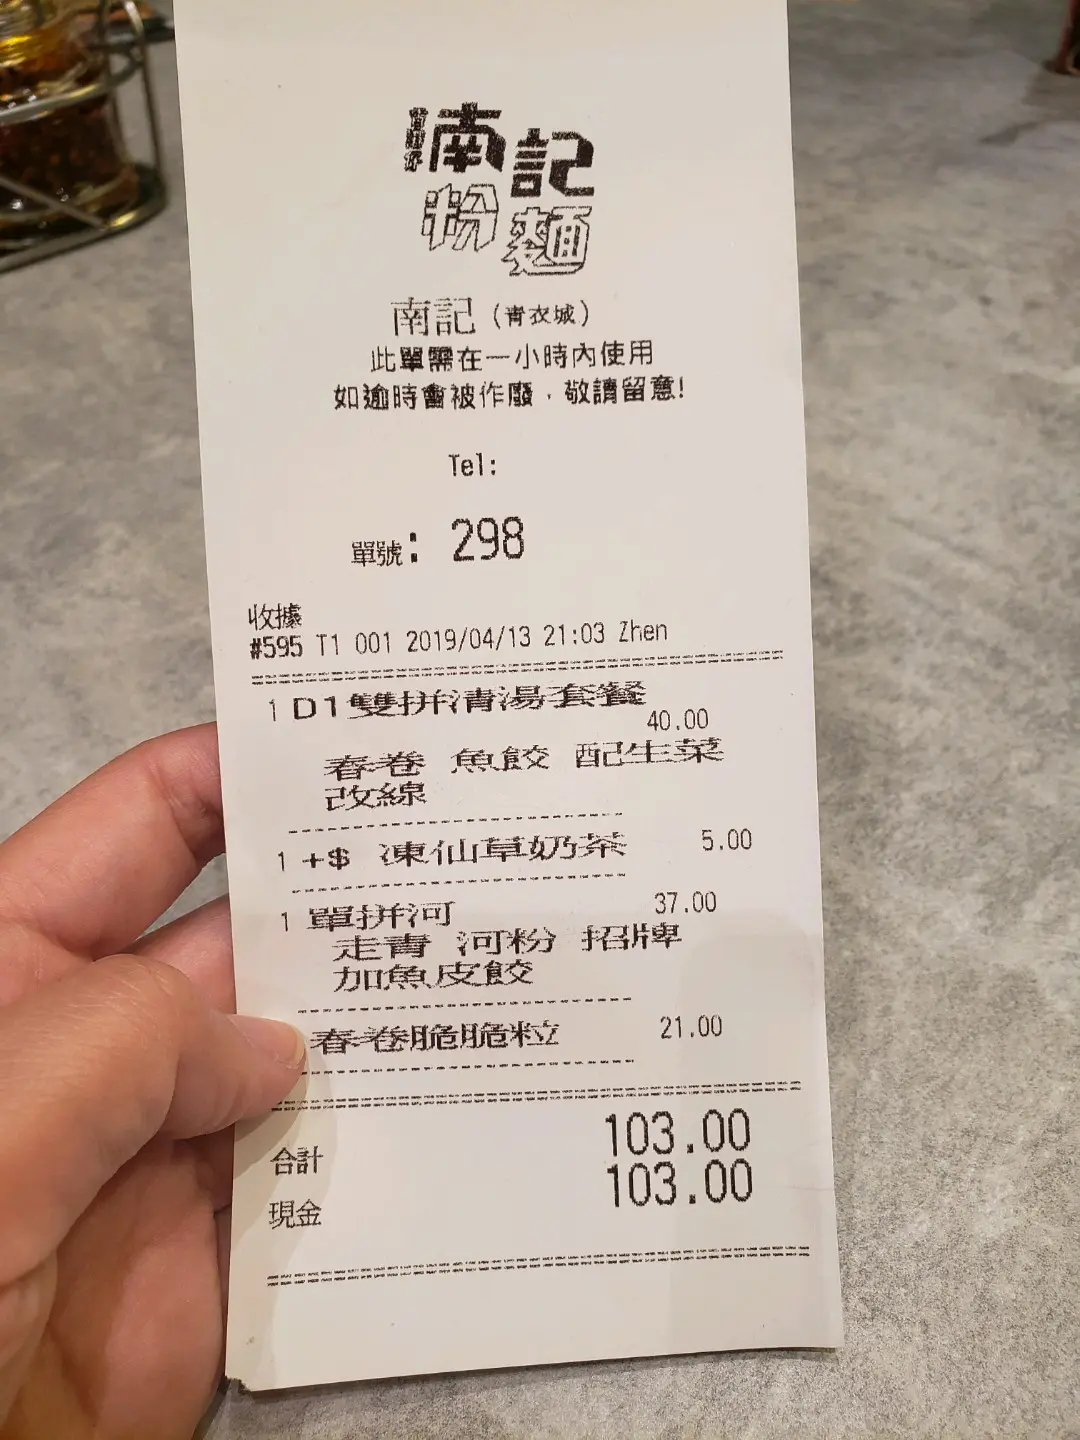 南記
粉麵
南記（青衣城）
此單需在一小時內使用
如逾時會被作廢，敬請留意!
Tel:
單號: 298
收據
#595 T1 001 2019/04/13 21:03 Zhen
1 D1雙拼清湯套餐
40.00
春卷 魚餃 配生菜
改線
1 +$ 凍仙草奶茶 5.00
1 單拼河 37.00
走青 河粉 招牌
加魚皮餃
春卷脆脆粒 21.00
合計 103.00
現金 103.00